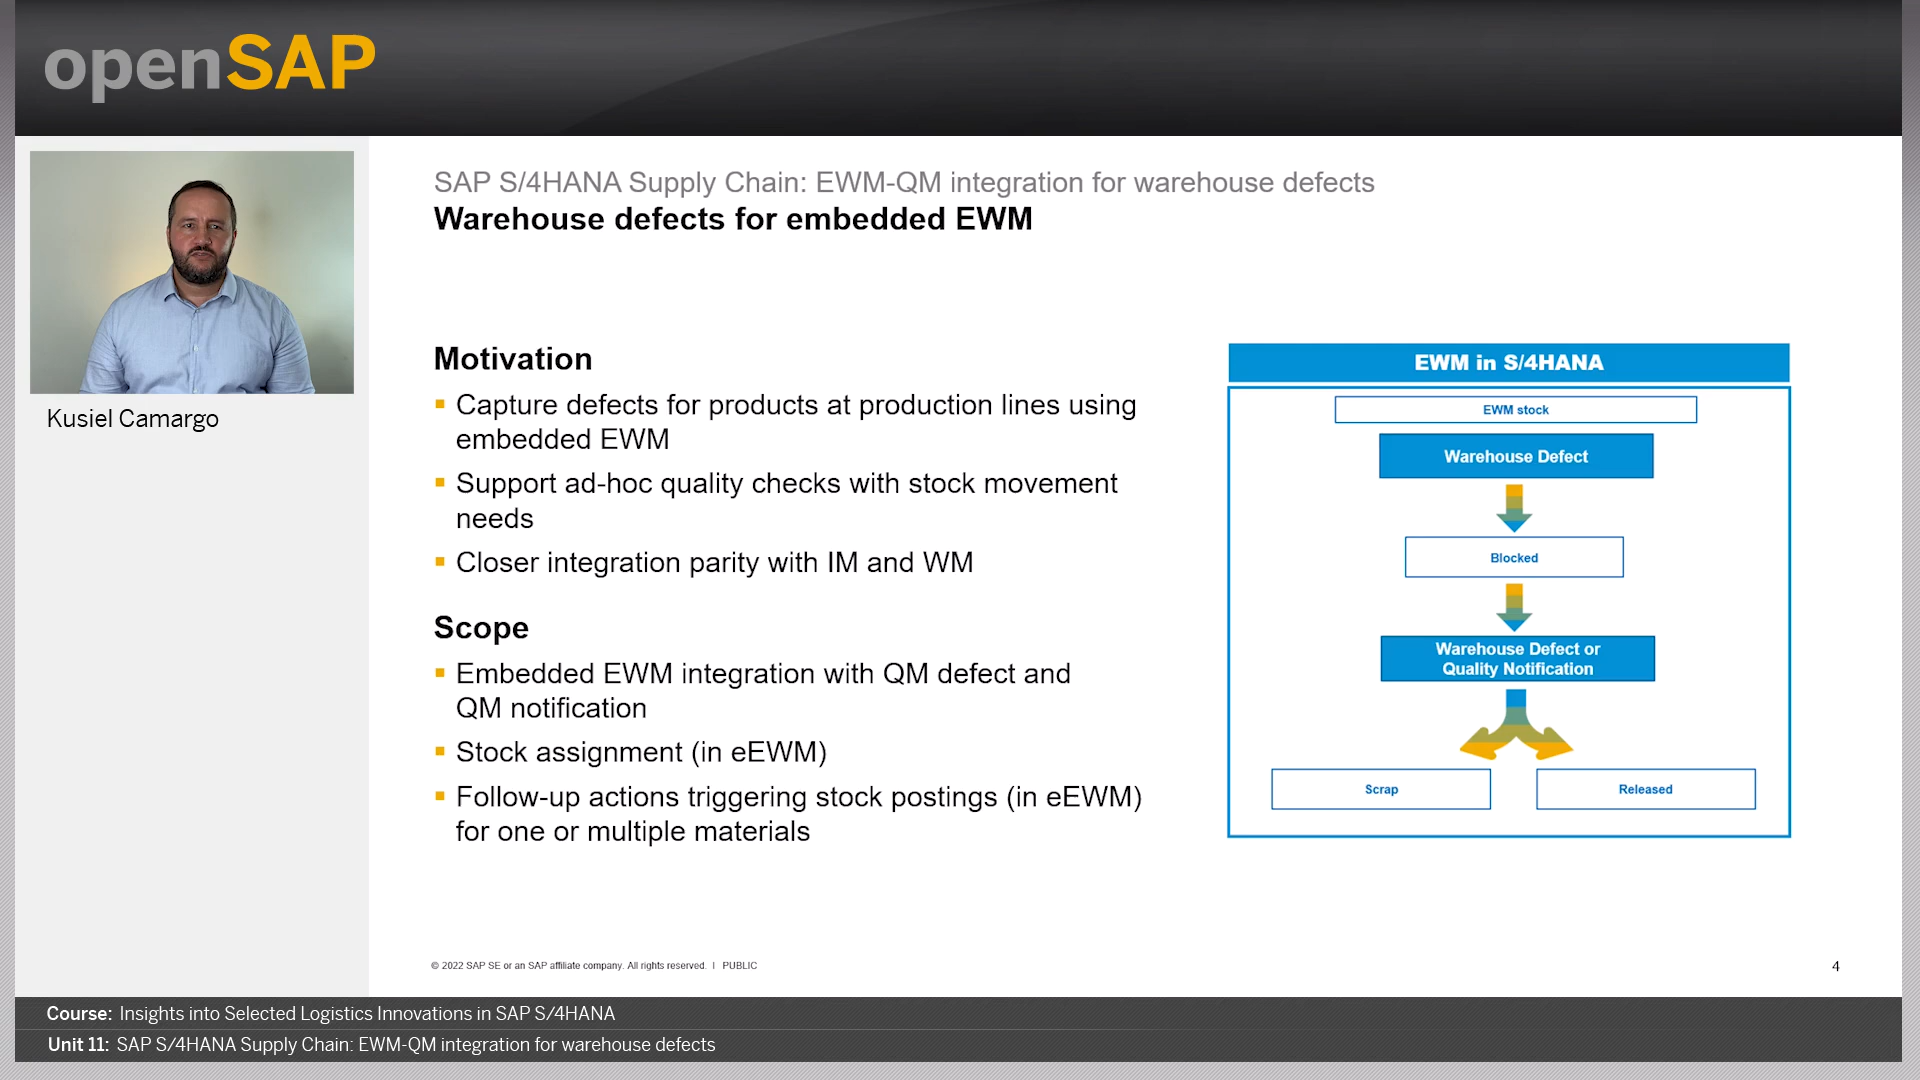 openSAP
Kusiel Camargo
SAP S/4HANA Supply Chain: EWM-QM integration for warehouse defects
Warehouse defects for embedded EWM
Motivation
Capture defects for products at production lines using
embedded EWM
Support ad-hoc quality checks with stock movement
needs
Closer integration parity with IM and WM
Scope
Embedded EWM integration with QM defect and
QM notification
Stock assignment (in eEWM)
Follow-up actions triggering stock postings (in eEWM)
for one or multiple materials
EWM in S/4HANA
EWM stock
Warehouse Defect
Blocked
Warehouse Defect or
Quality Notification
Scrap
Released
© 2022 SAP SE or an SAP affiliate company. All rights reserved. I PUBLIC
4
Course: Insights into Selected Logistics Innovations in SAP S/4HANA
Unit 11: SAP S/4HANA Supply Chain: EWM-QM integration for warehouse defects